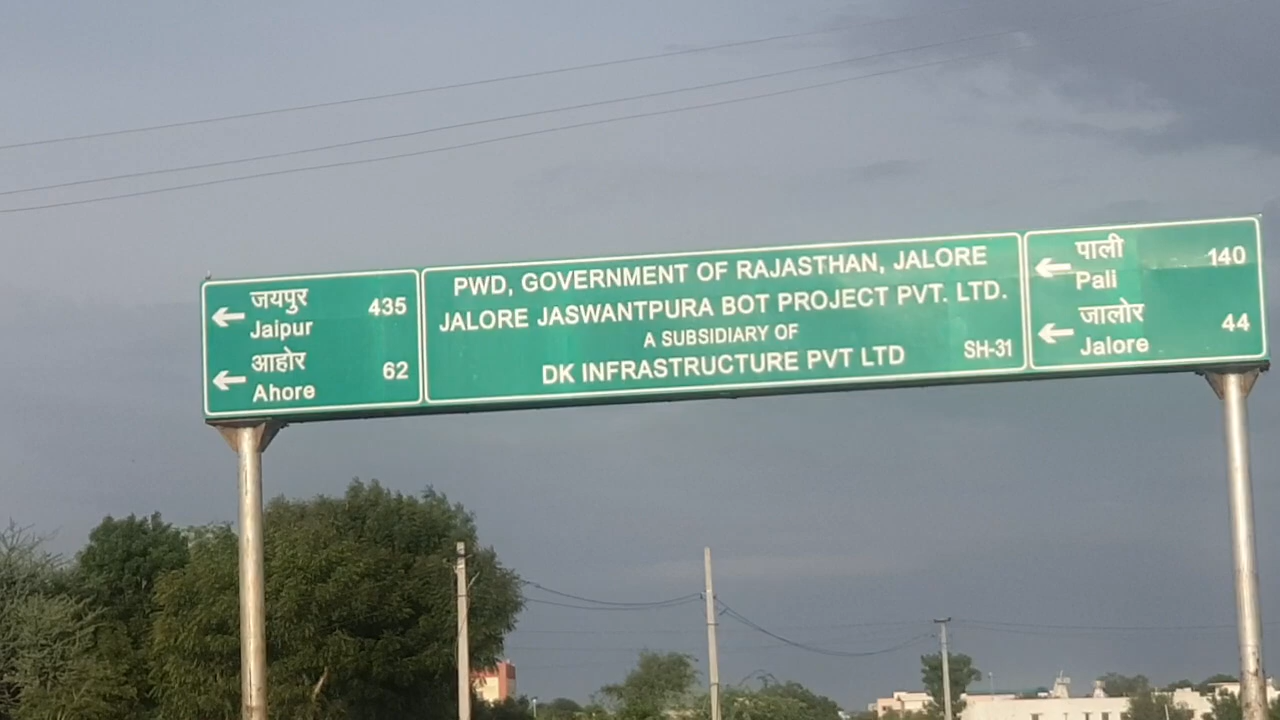 जयपुर 435
Jaipur
आहोर 62
Ahore
PWD, GOVERNMENT OF RAJASTHAN, JALORE
JALORE JASWANTPURA BOT PROJECT PVT. LTD.
A SUBSIDIARY OF
DK INFRASTRUCTURE PVT LTD
SH-31
पाली 140
Pali
जालोर 44
Jalore